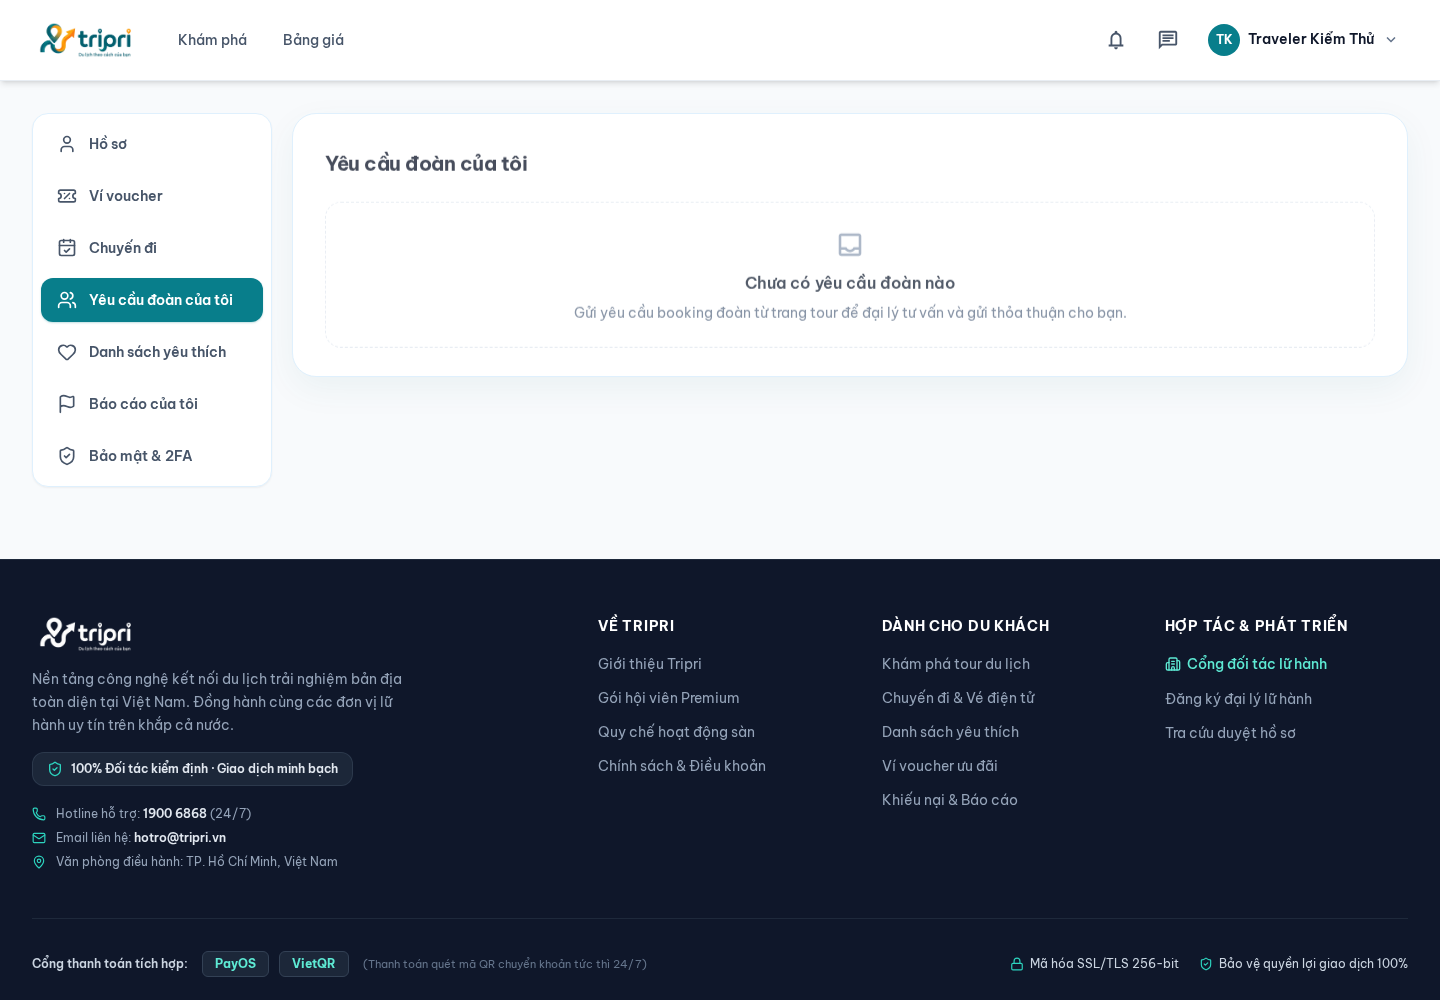 tripri
Du lịch theo cách của bạn
Khám phá
Bảng giá
TK
Traveler Kiếm Thử
Hồ sơ
Ví voucher
Chuyến đi
Yêu cầu đoàn của tôi
Danh sách yêu thích
Báo cáo của tôi
Bảo mật & 2FA
Yêu cầu đoàn của tôi
Chưa có yêu cầu đoàn nào
Gửi yêu cầu booking đoàn từ trang tour để đại lý tư vấn và gửi thỏa thuận cho bạn.
tripri
Du lịch theo cách của bạn
Nền tảng công nghệ kết nối du lịch trải nghiệm bản địa
toàn diện tại Việt Nam. Đồng hành cùng các đơn vị lữ
hành uy tín trên khắp cả nước.
100% Đối tác kiểm định · Giao dịch minh bạch
Hotline hỗ trợ: 1900 6868 (24/7)
Email liên hệ: hotro@tripri.vn
Văn phòng điều hành: TP. Hồ Chí Minh, Việt Nam
VỀ TRIPRI
Giới thiệu Tripri
Gói hội viên Premium
Quy chế hoạt động sàn
Chính sách & Điều khoản
DÀNH CHO DU KHÁCH
Khám phá tour du lịch
Chuyến đi & Vé điện tử
Danh sách yêu thích
Ví voucher ưu đãi
Khiếu nại & Báo cáo
HỢP TÁC & PHÁT TRIỂN
Cổng đối tác lữ hành
Đăng ký đại lý lữ hành
Tra cứu duyệt hồ sơ
Cổng thanh toán tích hợp:
PayOS
VietQR
(Thanh toán quét mã QR chuyển khoản tức thì 24/7)
Mã hóa SSL/TLS 256-bit
Bảo vệ quyền lợi giao dịch 100%